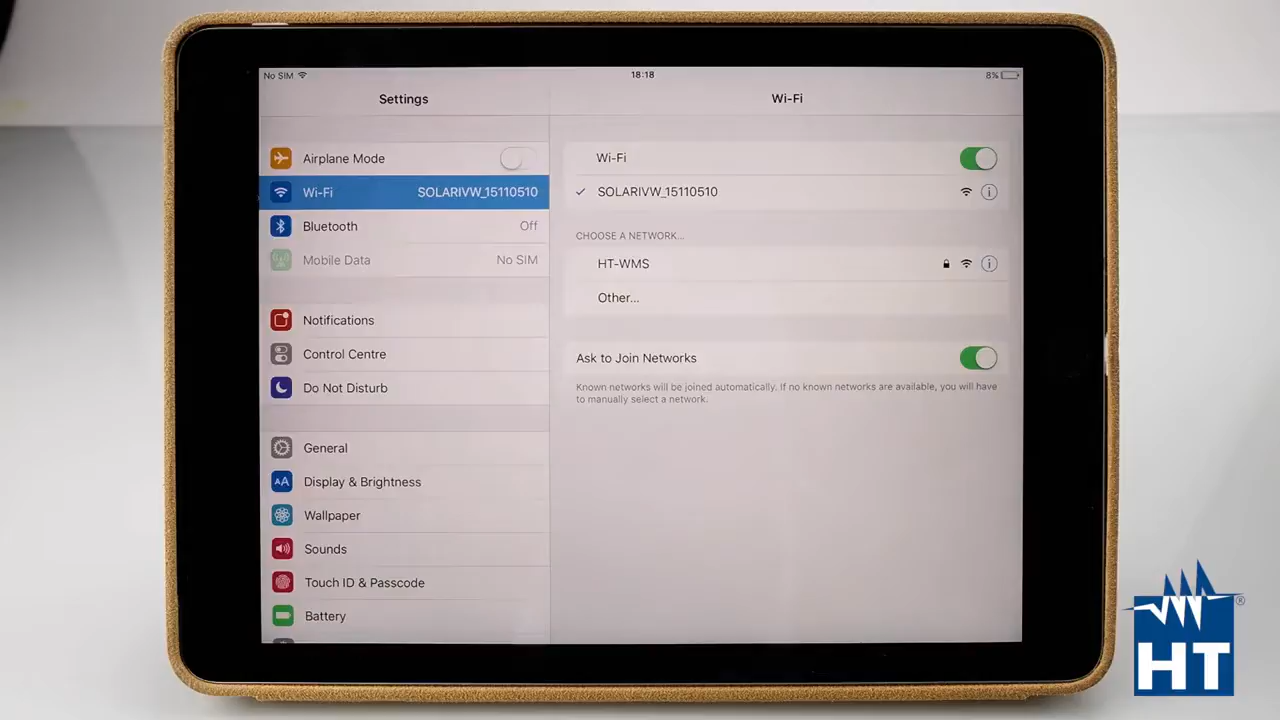 No SIM
18:18
8%
Settings
Wi-Fi
Airplane Mode
Wi-Fi SOLARIVW_15110510
Bluetooth Off
Mobile Data No SIM
Notifications
Control Centre
Do Not Disturb
General
AA Display & Brightness
Wallpaper
Sounds
Touch ID & Passcode
Battery
Wi-Fi
SOLARIVW_15110510
CHOOSE A NETWORK...
HT-WMS
Other...
Ask to Join Networks
Known networks will be joined automatically. If no known networks are available, you will have
to manually select a network.
HT®